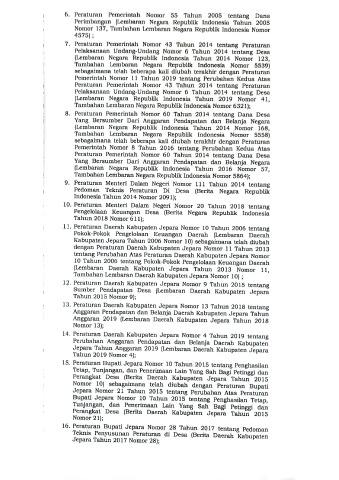 6. Peraturan Pemerintah Nomor 55 Tahun 2005 tentang Dana
Perimbangan (Lembaran Negara Republik Indonesia Tahun 2005
Nomor 137, Tambahan Lembaran Negara Republik Indonesia Nomor
4575) ;
7. Peraturan Pemerintah Nomor 43 Tahun 2014 tentang Peraturan
Pelaksanaan Undang-Undang Nomor 6 Tahun 2014 tentang Desa
(Lembaran Negara Republik Indonesia Tahun 2014 Nomor 123,
Tambahan Lembaran Negara Republik Indonesia Nomor 5539)
sebagaimana telah beberapa kali diubah terakhir dengan Peraturan
Pemerintah Nomor 11 Tahun 2019 tentang Perubahan Kedua Atas
Peraturan Pemerintah Nomor 43 Tahun 2014 tentang Peraturan
Pelaksanaan Undang-Undang Nomor 6 Tahun 2014 tentang Desa
(Lembaran Negara Republik Indonesia Tahun 2019 Nomor 41,
Tambahan Lembaran Negara Republik Indonesia Nomor 6321);
8. Peraturan Pemerintah Nomor 60 Tahun 2014 tentang Dana Desa
Yang Bersumber Dari Anggaran Pendapatan dan Belanja Negara
(Lembaran Negara Republik Indonesia Tahun 2014 Nomor 168,
Tambahan Lembaran Negara Republik Indonesia Nomor 5558)
sebagaimana telah beberapa kali diubah terakhir dengan Peraturan
Pemerintah Nomor 8 Tahun 2016 tentang Perubahan Kedua Atas
Peraturan Pemerintah Nomor 60 Tahun 2014 tentang Dana Desa
Yang Bersumber Dari Anggaran Pendapatan dan Belanja Negara
(Lembaran Negara Republik Indonesia Tahun 2016 Nomor 57,
Tambahan Lembaran Negara Republik Indonesia Nomor 5864);
9. Peraturan Menteri Dalam Negeri Nomor 111 Tahun 2014 tentang
Pedoman Teknis Peraturan Di Desa (Berita Negara Republik
Indonesia Tahun 2014 Nomor 2091);
10. Peraturan Menteri Dalam Negeri Nomor 20 Tahun 2018 tentang
Pengelolaan Keuangan Desa (Berita Negara Republik Indonesia
Tahun 2018 Nomor 611);
11. Peraturan Daerah Kabupaten Jepara Nomor 10 Tahun 2006 tentang
Pokok-Pokok Pengelolaan Keuangan Daerah (Lembaran Daerah
Kabupaten Jepara Tahun 2006 Nomor 10) sebagaimana telah diubah
dengan Peraturan Daerah Kabupaten Jepara Nomor 11 Tahun 2013
tentang Perubahan Atas Peraturan Daerah Kabupaten Jepara Nomor
10 Tahun 2006 tentang Pokok-Pokok Pengelolaan Keuangan Daerah
(Lembaran Daerah Kabupaten Jepara Tahun 2013 Nomor 11,
Tambahan Lembaran Daerah Kabupaten Jepara Nomor 10) ;
12. Peraturan Daerah Kabupaten Jepara Nomor 9 Tahun 2015 tentang
Sumber Pendapatan Desa (Lembaran Daerah Kabupaten Jepara
Tahun 2015 Nomor 9);
13. Peraturan Daerah Kabupaten Jepara Nomor 13 Tahun 2018 tentang
Anggaran Pendapatan dan Belanja Daerah Kabupaten Jepara Tahun
Anggaran 2019 (Lembaran Daerah Kabupaten Jepara Tahun 2018
Nomor 13);
14. Peraturan Daerah Kabupaten Jepara Nomor 4 Tahun 2019 tentang
Perubahan Anggaran Pendapatan dan Belanja Daerah Kabupaten
Jepara Tahun Anggaran 2019 (Lembaran Daerah Kabupaten Jepara
Tahun 2019 Nomor 4);
15. Peraturan Bupati Jepara Nomor 10 Tahun 2015 tentang Penghasilan
Tetap, Tunjangan, dan Penerimaan Lain Yang Sah Bagi Petinggi dan
Perangkat Desa (Berita Daerah Kabupaten Jepara Tahun 2015
Nomor 10) sebagaimana telah diubah dengan Peraturan Bupati
Jepara Nomor 21 Tahun 2015 tentang Perubahan Atas Peraturan
Bupati Jepara Nomor 10 Tahun 2015 tentang Penghasilan Tetap,
Tunjangan, dan Penerimaan Lain Yang Sah Bagi Petinggi dan
Perangkat Desa (Berita Daerah Kabupaten Jepara Tahun 2015
Nomor 21);
16. Peraturan Bupati Jepara Nomor 28 Tahun 2017 tentang Pedoman
Teknis Penyusunan Peraturan di Desa (Berita Daerah Kabupaten
Jepara Tahun 2017 Nomor 28);